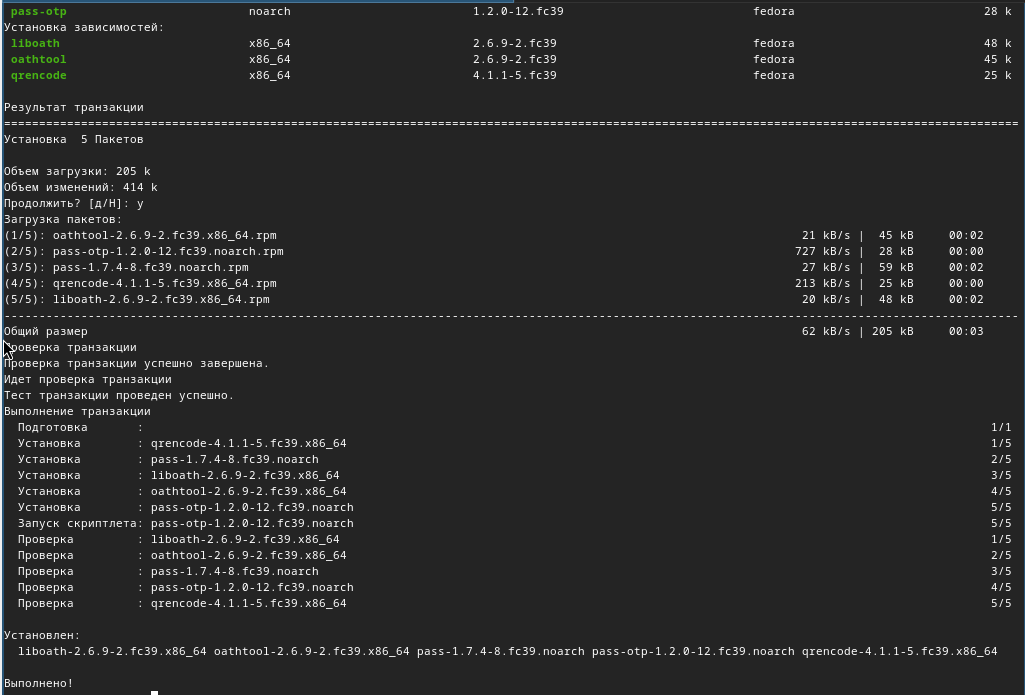 pass-otp noarch 1.2.0-12.fc39 fedora 28 k
Установка зависимостей:
liboath x86_64 2.6.9-2.fc39 fedora 48 k
oathtool x86_64 2.6.9-2.fc39 fedora 45 k
qrencode x86_64 4.1.1-5.fc39 fedora 25 k
Результат транзакции
================================================================================================================================================
Установка  5 Пакетов
Объем загрузки: 205 k
Объем изменений: 414 k
Продолжить? [д/Н]: y
Загрузка пакетов:
(1/5): oathtool-2.6.9-2.fc39.x86_64.rpm 21 kB/s |  45 kB     00:02
(2/5): pass-otp-1.2.0-12.fc39.noarch.rpm 727 kB/s |  28 kB     00:00
(3/5): pass-1.7.4-8.fc39.noarch.rpm 27 kB/s |  59 kB     00:02
(4/5): qrencode-4.1.1-5.fc39.x86_64.rpm 213 kB/s |  25 kB     00:00
(5/5): liboath-2.6.9-2.fc39.x86_64.rpm 20 kB/s |  48 kB     00:02
------------------------------------------------------------------------------------------------------------------------------------------------
Общий размер 62 kB/s | 205 kB     00:03
Проверка транзакции
Проверка транзакции успешно завершена.
Идет проверка транзакции
Тест транзакции проведен успешно.
Выполнение транзакции
Подготовка       : 1/1
Установка        : qrencode-4.1.1-5.fc39.x86_64 1/5
Установка        : pass-1.7.4-8.fc39.noarch 2/5
Установка        : liboath-2.6.9-2.fc39.x86_64 3/5
Установка        : oathtool-2.6.9-2.fc39.x86_64 4/5
Установка        : pass-otp-1.2.0-12.fc39.noarch 5/5
Запуск скриптлета: pass-otp-1.2.0-12.fc39.noarch 5/5
Проверка         : liboath-2.6.9-2.fc39.x86_64 1/5
Проверка         : oathtool-2.6.9-2.fc39.x86_64 2/5
Проверка         : pass-1.7.4-8.fc39.noarch 3/5
Проверка         : pass-otp-1.2.0-12.fc39.noarch 4/5
Проверка         : qrencode-4.1.1-5.fc39.x86_64 5/5
Установлен:
liboath-2.6.9-2.fc39.x86_64 oathtool-2.6.9-2.fc39.x86_64 pass-1.7.4-8.fc39.noarch pass-otp-1.2.0-12.fc39.noarch qrencode-4.1.1-5.fc39.x86_64
Выполнено!